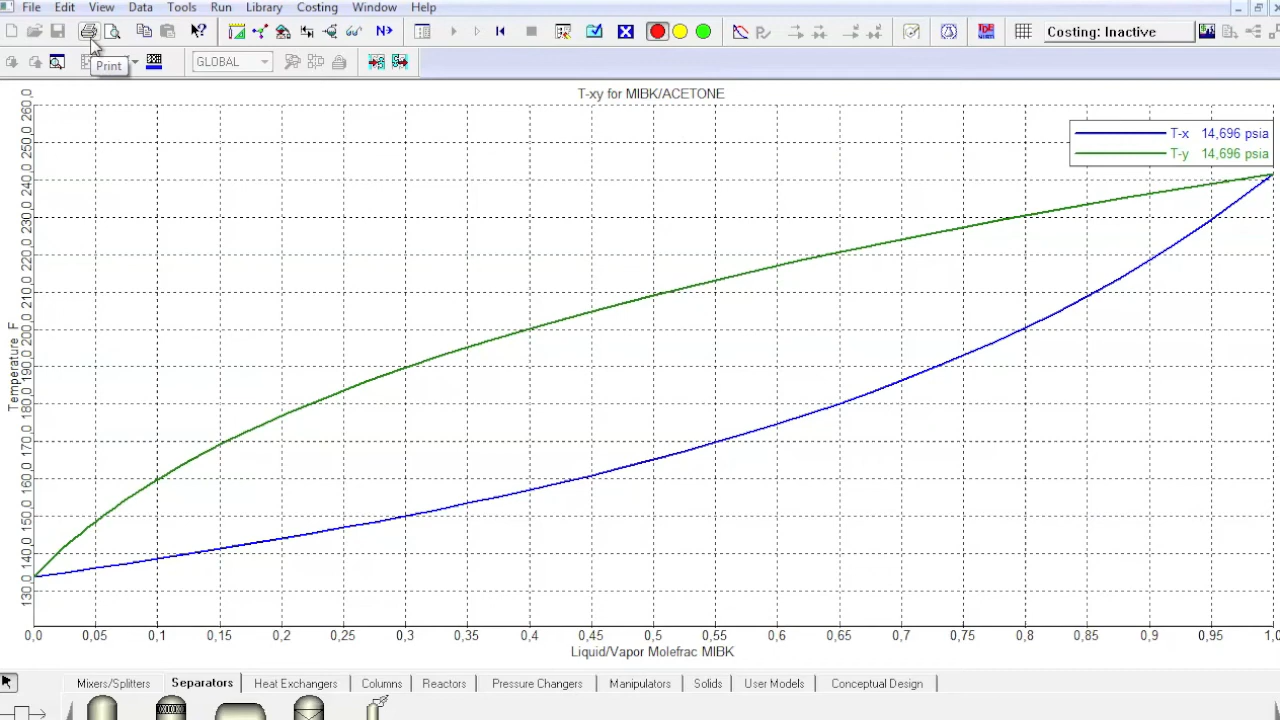 File Edit View Data Tools Run Library Costing Window Help
N>
Costing: Inactive
Print
GLOBAL
T-xy for MIBK/ACETONE
T-x 14,696 psia
T-y 14,696 psia
Temperature F
260,0
250,0
240,0
230,0
220,0
210,0
200,0
190,0
180,0
170,0
160,0
150,0
140,0
130,0
0,0 0,05 0,1 0,15 0,2 0,25 0,3 0,35 0,4 0,45 0,5 0,55 0,6 0,65 0,7 0,75 0,8 0,85 0,9 0,95 1,0
Liquid/Vapor Molefrac MIBK
Mixers/Splitters Separators Heat Exchangers Columns Reactors Pressure Changers Manipulators Solids User Models Conceptual Design